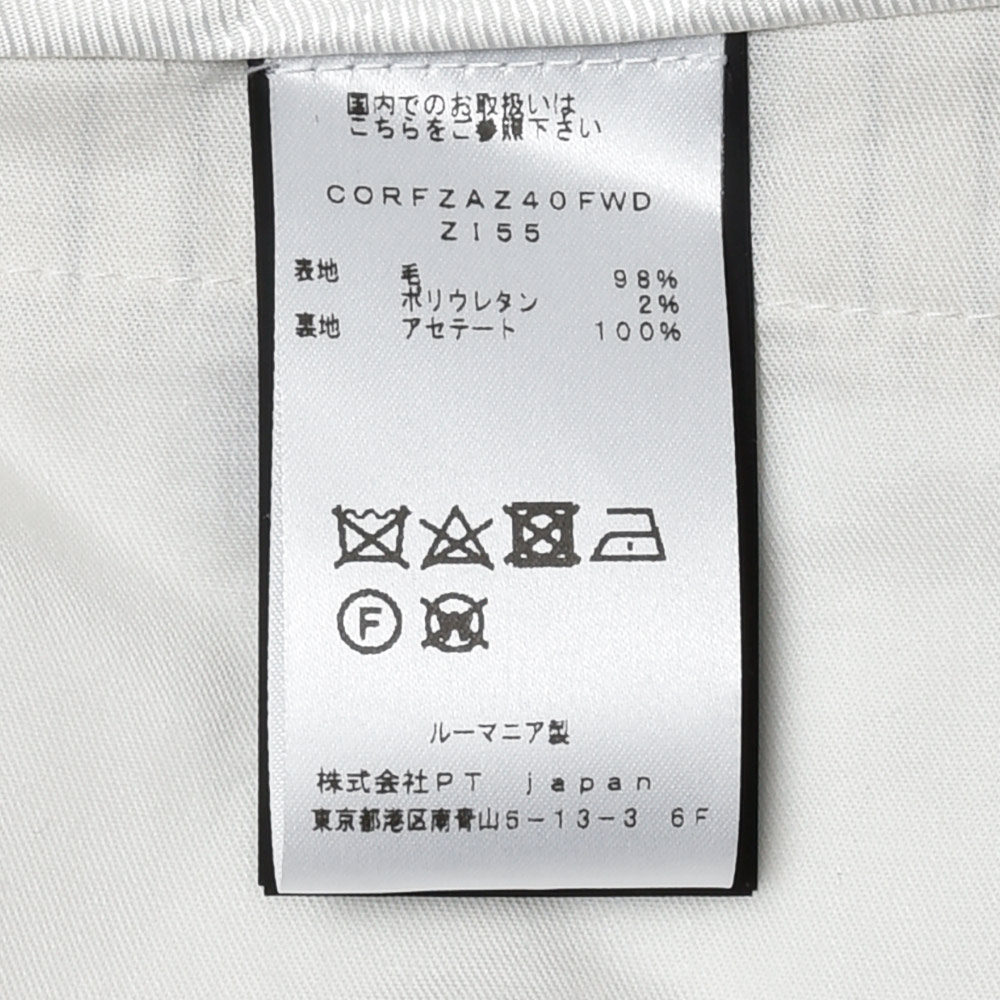 国内でのお取扱いは
こちらをご参照下さい
CORFZAZ40FWD
Z155
表地 毛 98%
ポリウレタン 2%
裏地 アセテート 100%
F
W
ルーマニア製
株式会社PT japan
東京都港区南青山5-13-3 6F